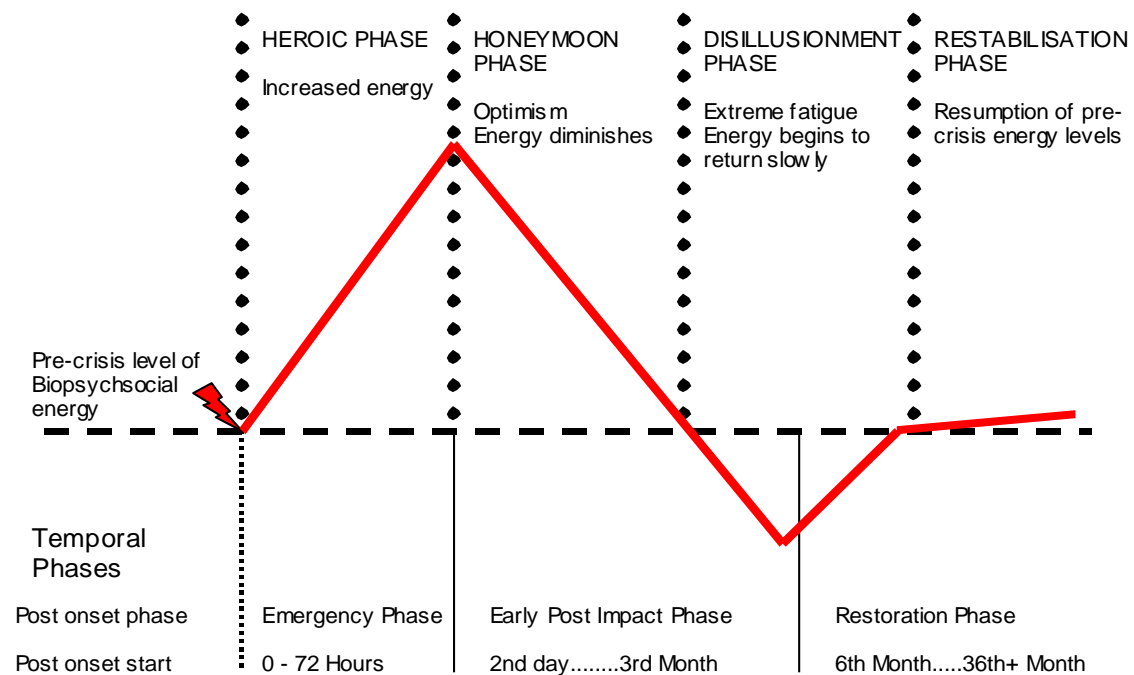 HEROIC PHASE
Increased energy
HONEYMOON
PHASE
Optimism
Energy diminishes
DISILLUSIONMENT
PHASE
Extreme fatigue
Energy begins to
return slowly
RESTABILISATION
PHASE
Resumption of pre-
crisis energy levels
Pre-crisis level of
Biopsychsocial
energy
Temporal
Phases
Post onset phase
Emergency Phase
Early Post Impact Phase
Restoration Phase
Post onset start
0 - 72 Hours
2nd day........3rd Month
6th Month.....36th+ Month